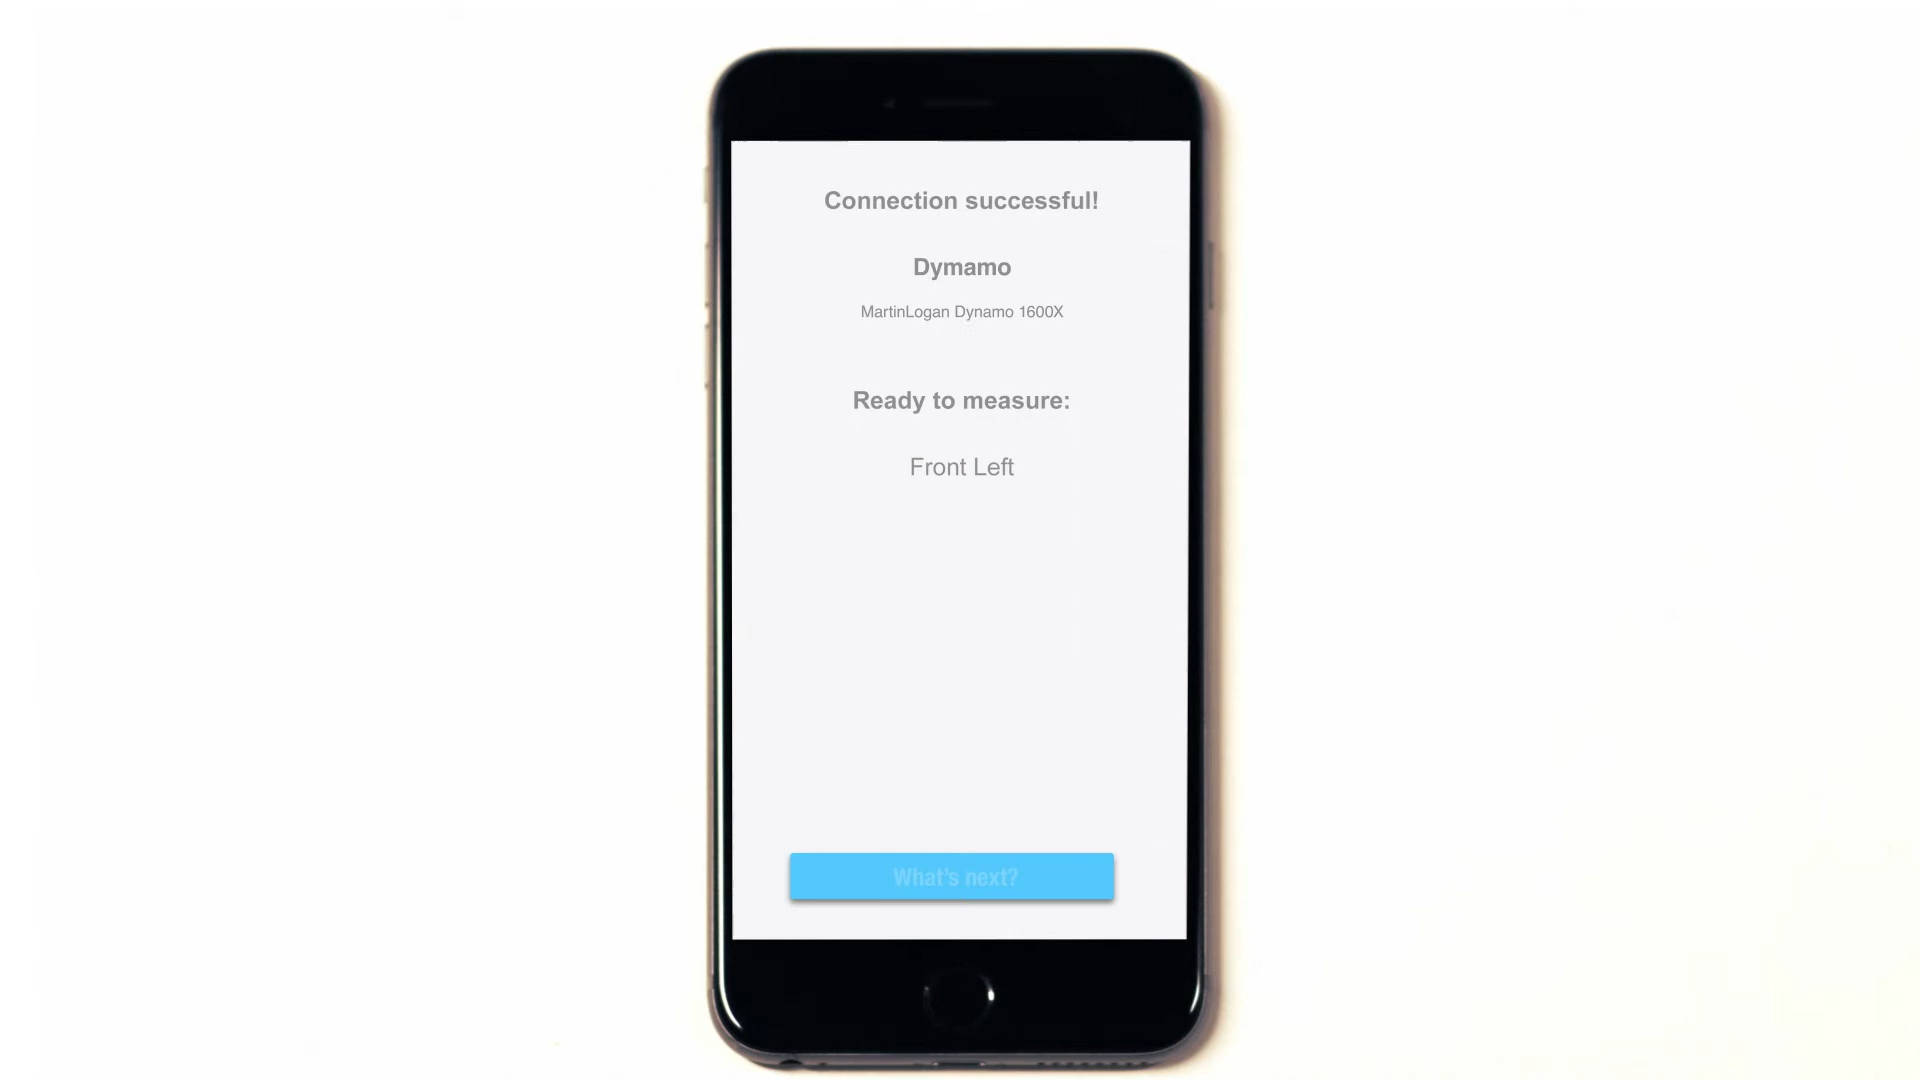 Connection successful!
Dymamo
MartinLogan Dynamo 1600X
Ready to measure:
Front Left
What's next?